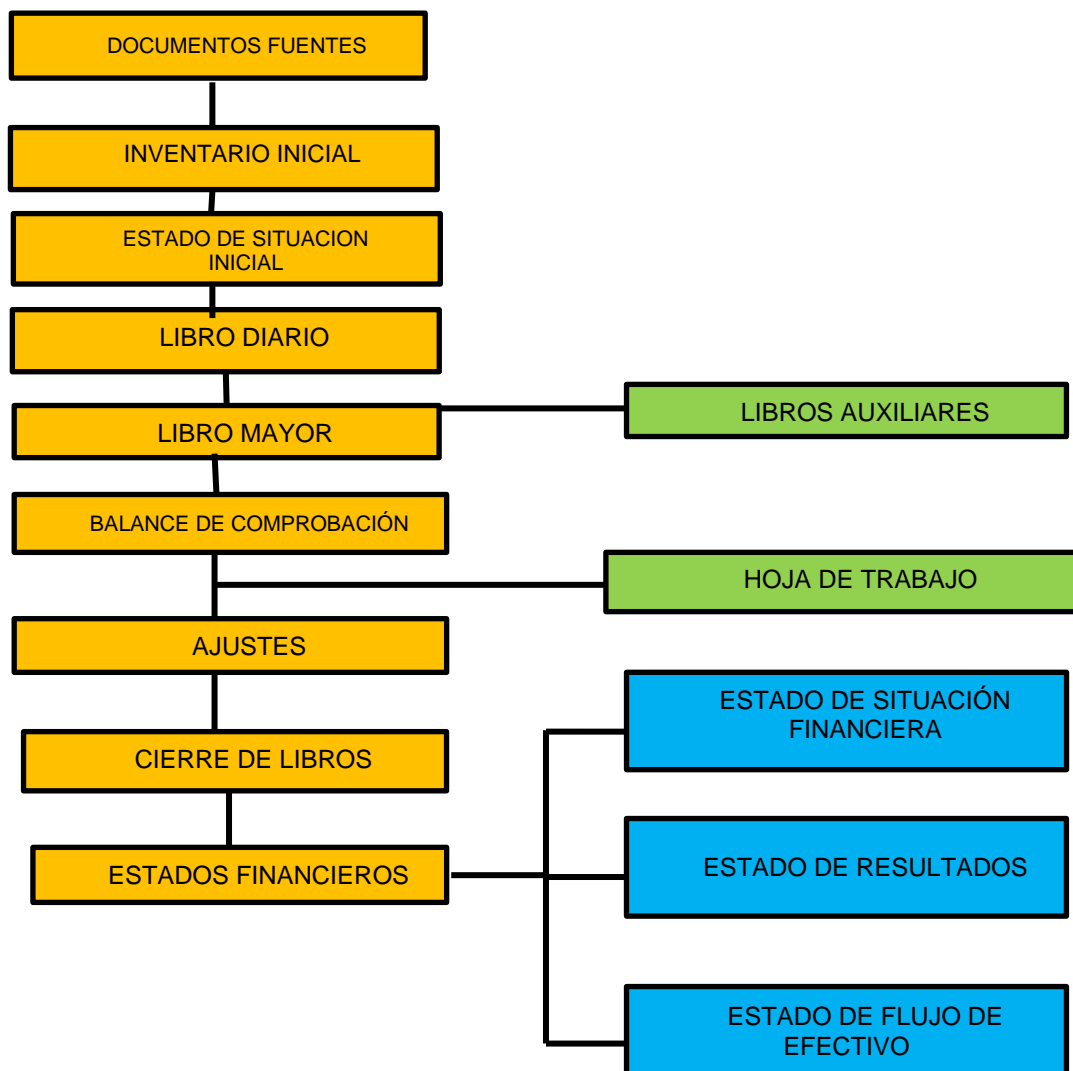 DOCUMENTOS FUENTES
INVENTARIO INICIAL
ESTADO DE SITUACION
INICIAL
LIBRO DIARIO
LIBRO MAYOR
LIBROS AUXILIARES
BALANCE DE COMPROBACIÓN
HOJA DE TRABAJO
AJUSTES
CIERRE DE LIBROS
ESTADOS FINANCIEROS
ESTADO DE SITUACIÓN
FINANCIERA
ESTADO DE RESULTADOS
ESTADO DE FLUJO DE
EFECTIVO